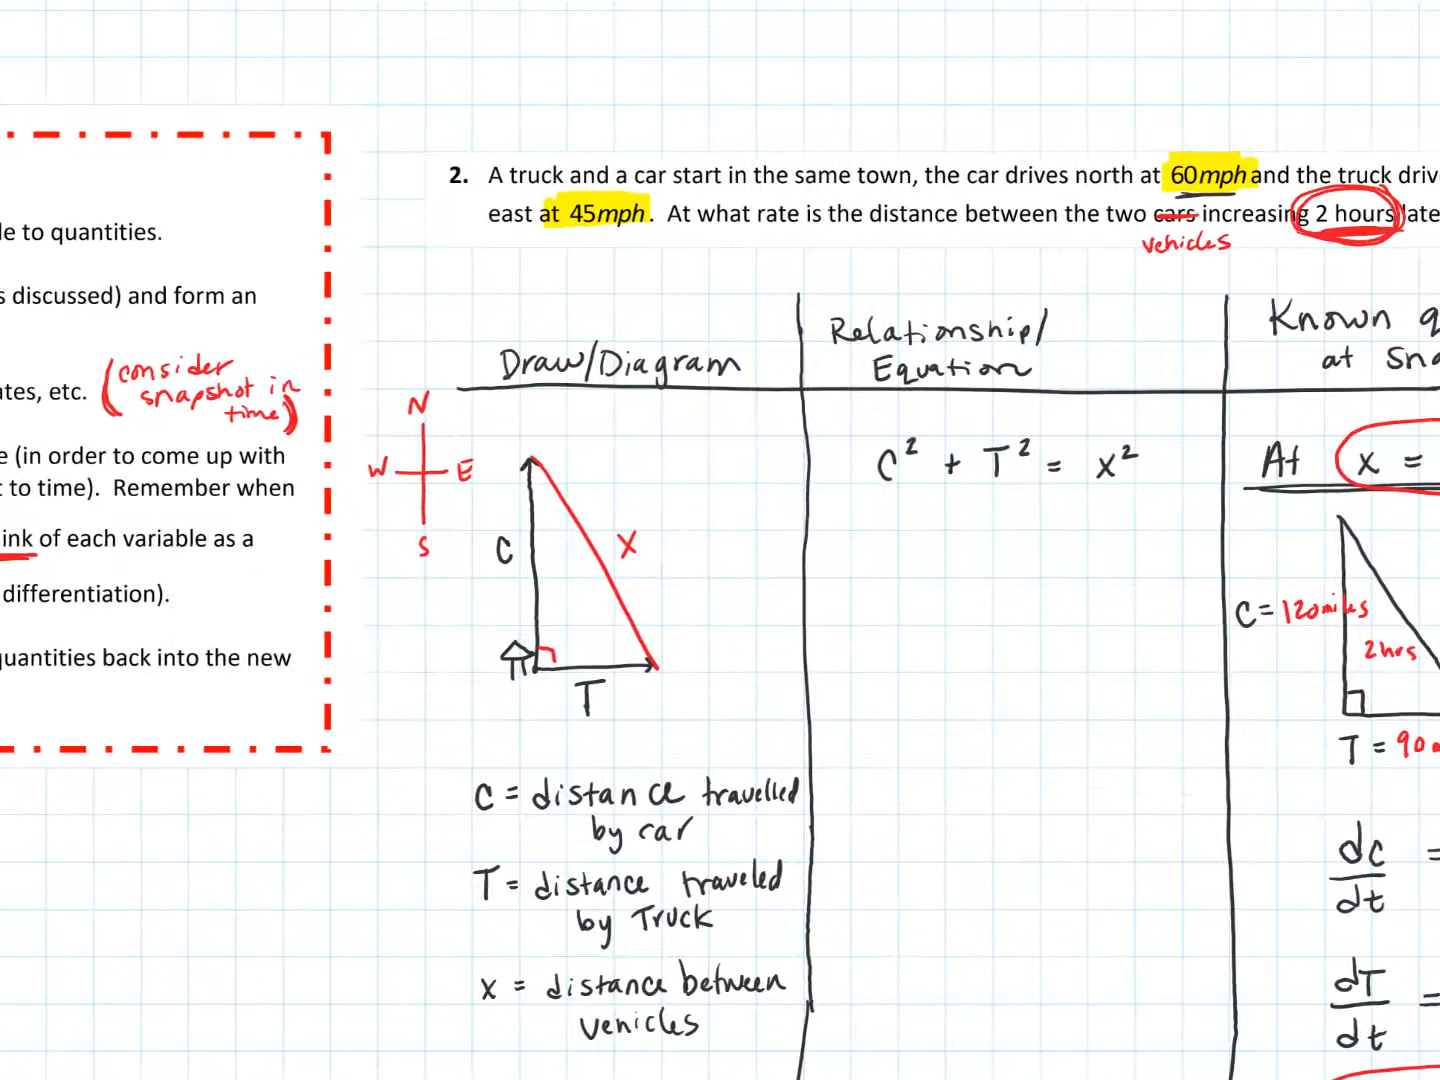 le to quantities.
s discussed) and form an
ates, etc. (consider
snapshot in
time)
e (in order to come up with
t to time). Remember when
ink of each variable as a
differentiation).
quantities back into the new
2. A truck and a car start in the same town, the car drives north at 60mph and the truck driv
east at 45mph. At what rate is the distance between the two cars increasing 2 hours late
vehicles
Draw/Diagram
Relationship/
Equation
Known q
at Sna
N
W E
S
C
X
T
C = distance travelled
by car
T = distance traveled
by Truck
x = distance between
vehicles
C² + T² = x²
At x =
C = 120 miles
2hrs
T = 90 m
dc/dt =
dT/dt =